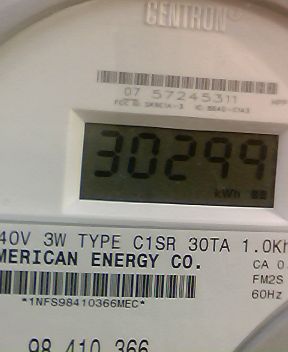 CENTRON®
07 57245311
30299
kWh
40V 3W TYPE C1SR 30TA 1.0Kh
MERICAN ENERGY CO.
CA 0.
FM2S
60Hz
*1NFS98410366MEC*
98 410 366